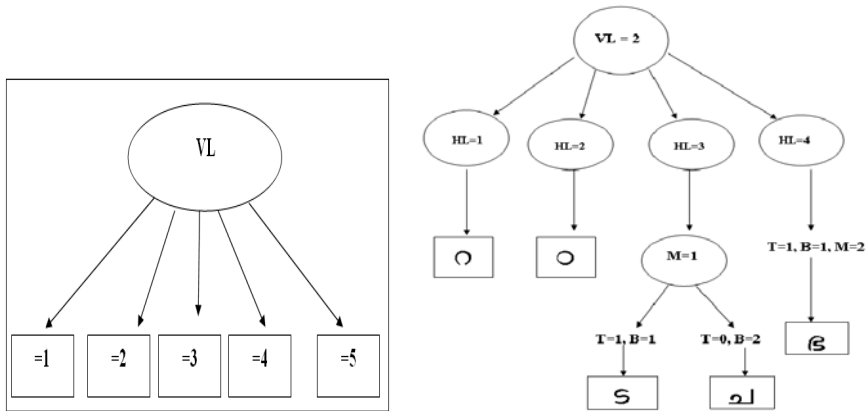 VL
=1 =2 =3 =4 =5
VL = 2
HL=1 HL=2 HL=3 HL=4
റ ഠ M=1 T=1, B=1, M=2
T=1, B=1 T=0, B=2 ഭ
ട ച